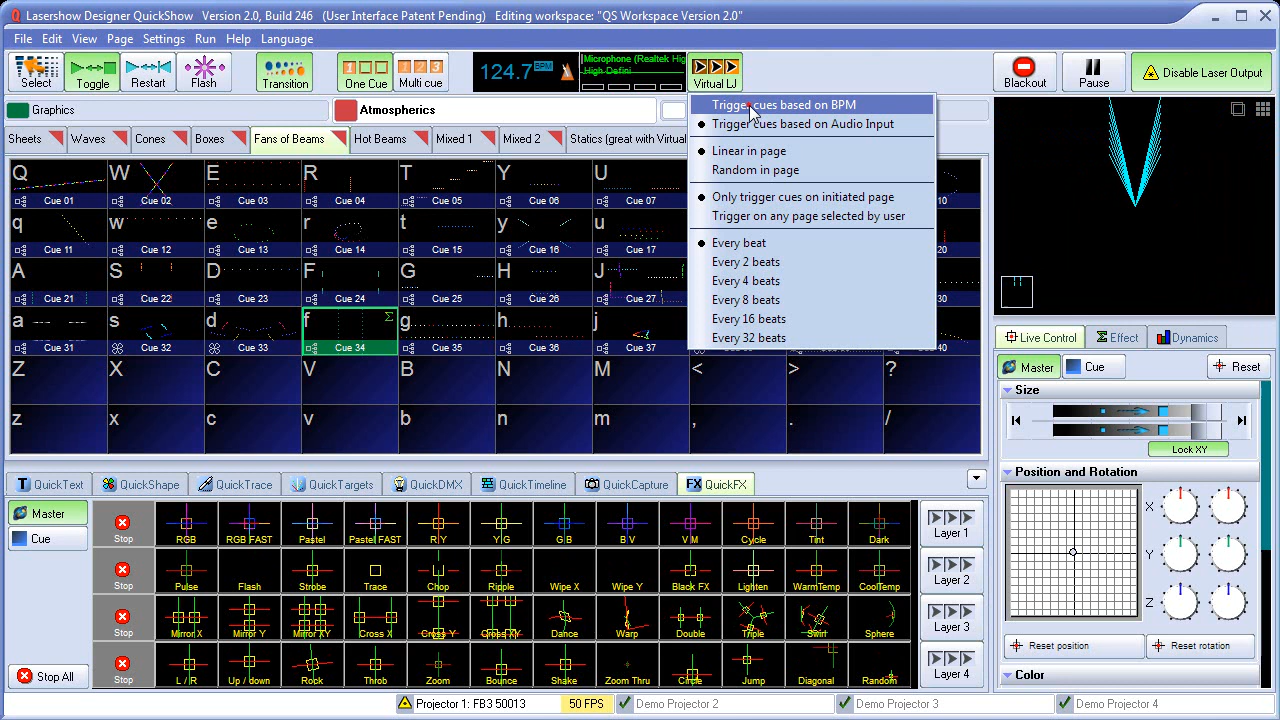 Lasershow Designer QuickShow   Version 2.0, Build 246   (User Interface Patent Pending)   Editing workspace: "QS Workspace Version 2.0"
File Edit View Page Settings Run Help Language
Select Toggle Restart Flash Transition One Cue Multi cue 124.7 BPM Microphone (Realtek Hig High Defini Virtual LJ Blackout Pause Disable Laser Output
Graphics Atmospherics
Trigger cues based on BPM
Trigger cues based on Audio Input
Linear in page
Random in page
Only trigger cues on initiated page
Trigger on any page selected by user
Every beat
Every 2 beats
Every 4 beats
Every 8 beats
Every 16 beats
Every 32 beats
Sheets Waves Cones Boxes Fans of Beams Hot Beams Mixed 1 Mixed 2 Statics (great with Virtual
Q W E R T Y U
Cue 01 Cue 02 Cue 03 Cue 04 Cue 05 Cue 06 Cue 07 10
q w e r t y u
Cue 11 Cue 12 Cue 13 Cue 14 Cue 15 Cue 16 Cue 17 20
A S D F G H J
Cue 21 Cue 22 Cue 23 Cue 24 Cue 25 Cue 26 Cue 27 30
a s d f Σ g h j
Cue 31 Cue 32 Cue 33 Cue 34 Cue 35 Cue 36 Cue 37 40
Z X C V B N M < > ?
z x c v b n m , . /
Live Control Σ Effect Dynamics
Master Cue Reset
Size
Lock XY
Position and Rotation
X
Y
Z
Reset position Reset rotation
Color
QuickText QuickShape QuickTrace QuickTargets QuickDMX QuickTimeline QuickCapture FX QuickFX
Master
Cue
Stop All
Stop RGB RGB FAST Pastel Pastel FAST R Y Y G G B B V V M Cycle Tint Dark Layer 1
Stop Pulse Flash Strobe Trace Chop Ripple Wipe X Wipe Y Black FX Lighten WarmTemp CoolTemp Layer 2
Stop Mirror X Mirror Y Mirror XY Cross X Cross Y Cross XY Dance Warp Double Triple Swirl Sphere Layer 3
Stop L / R Up / down Rock Throb Zoom Bounce Shake Zoom Thru Circle Jump Diagonal Random Layer 4
Projector 1: FB3 50013 50 FPS Demo Projector 2 Demo Projector 3 Demo Projector 4